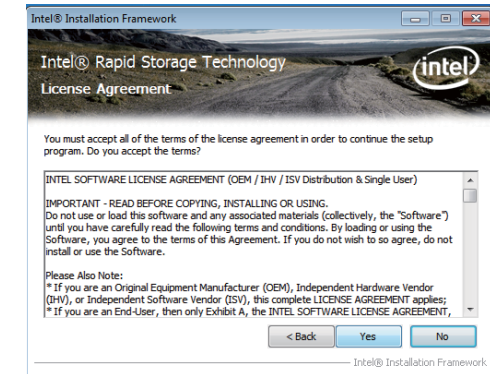 Intel® Installation Framework
Intel® Rapid Storage Technology
License Agreement
intel
You must accept all of the terms of the license agreement in order to continue the setup
program. Do you accept the terms?
INTEL SOFTWARE LICENSE AGREEMENT (OEM / IHV / ISV Distribution & Single User)
IMPORTANT - READ BEFORE COPYING, INSTALLING OR USING.
Do not use or load this software and any associated materials (collectively, the "Software")
until you have carefully read the following terms and conditions. By loading or using the
Software, you agree to the terms of this Agreement. If you do not wish to so agree, do not
install or use the Software.
Please Also Note:
* If you are an Original Equipment Manufacturer (OEM), Independent Hardware Vendor
(IHV), or Independent Software Vendor (ISV), this complete LICENSE AGREEMENT applies;
* If you are an End-User, then only Exhibit A, the INTEL SOFTWARE LICENSE AGREEMENT,
< Back Yes No
Intel® Installation Framework